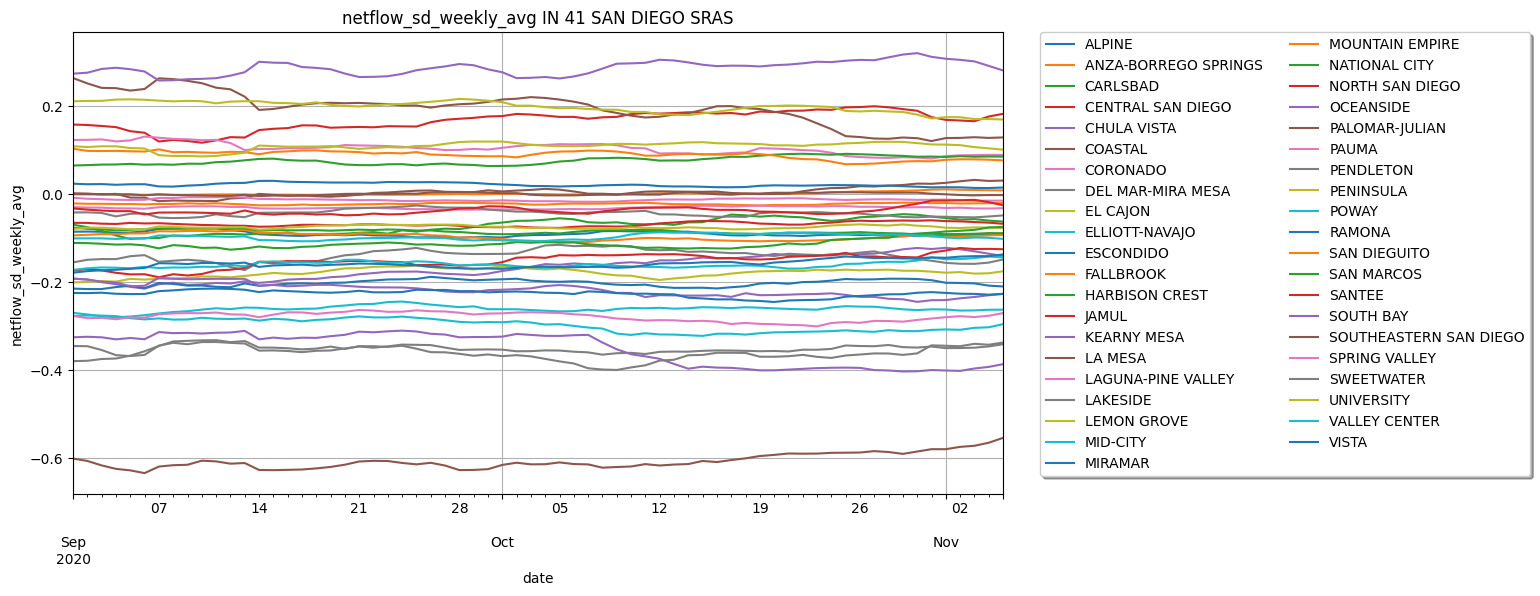 netflow_sd_weekly_avg IN 41 SAN DIEGO SRAS
netflow_sd_weekly_avg
0.2
0.0
−0.2
−0.4
−0.6
07
14
21
28
05
12
19
26
02
Sep
2020
Oct
Nov
date
ALPINE
ANZA-BORREGO SPRINGS
CARLSBAD
CENTRAL SAN DIEGO
CHULA VISTA
COASTAL
CORONADO
DEL MAR-MIRA MESA
EL CAJON
ELLIOTT-NAVAJO
ESCONDIDO
FALLBROOK
HARBISON CREST
JAMUL
KEARNY MESA
LA MESA
LAGUNA-PINE VALLEY
LAKESIDE
LEMON GROVE
MID-CITY
MIRAMAR
MOUNTAIN EMPIRE
NATIONAL CITY
NORTH SAN DIEGO
OCEANSIDE
PALOMAR-JULIAN
PAUMA
PENDLETON
PENINSULA
POWAY
RAMONA
SAN DIEGUITO
SAN MARCOS
SANTEE
SOUTH BAY
SOUTHEASTERN SAN DIEGO
SPRING VALLEY
SWEETWATER
UNIVERSITY
VALLEY CENTER
VISTA